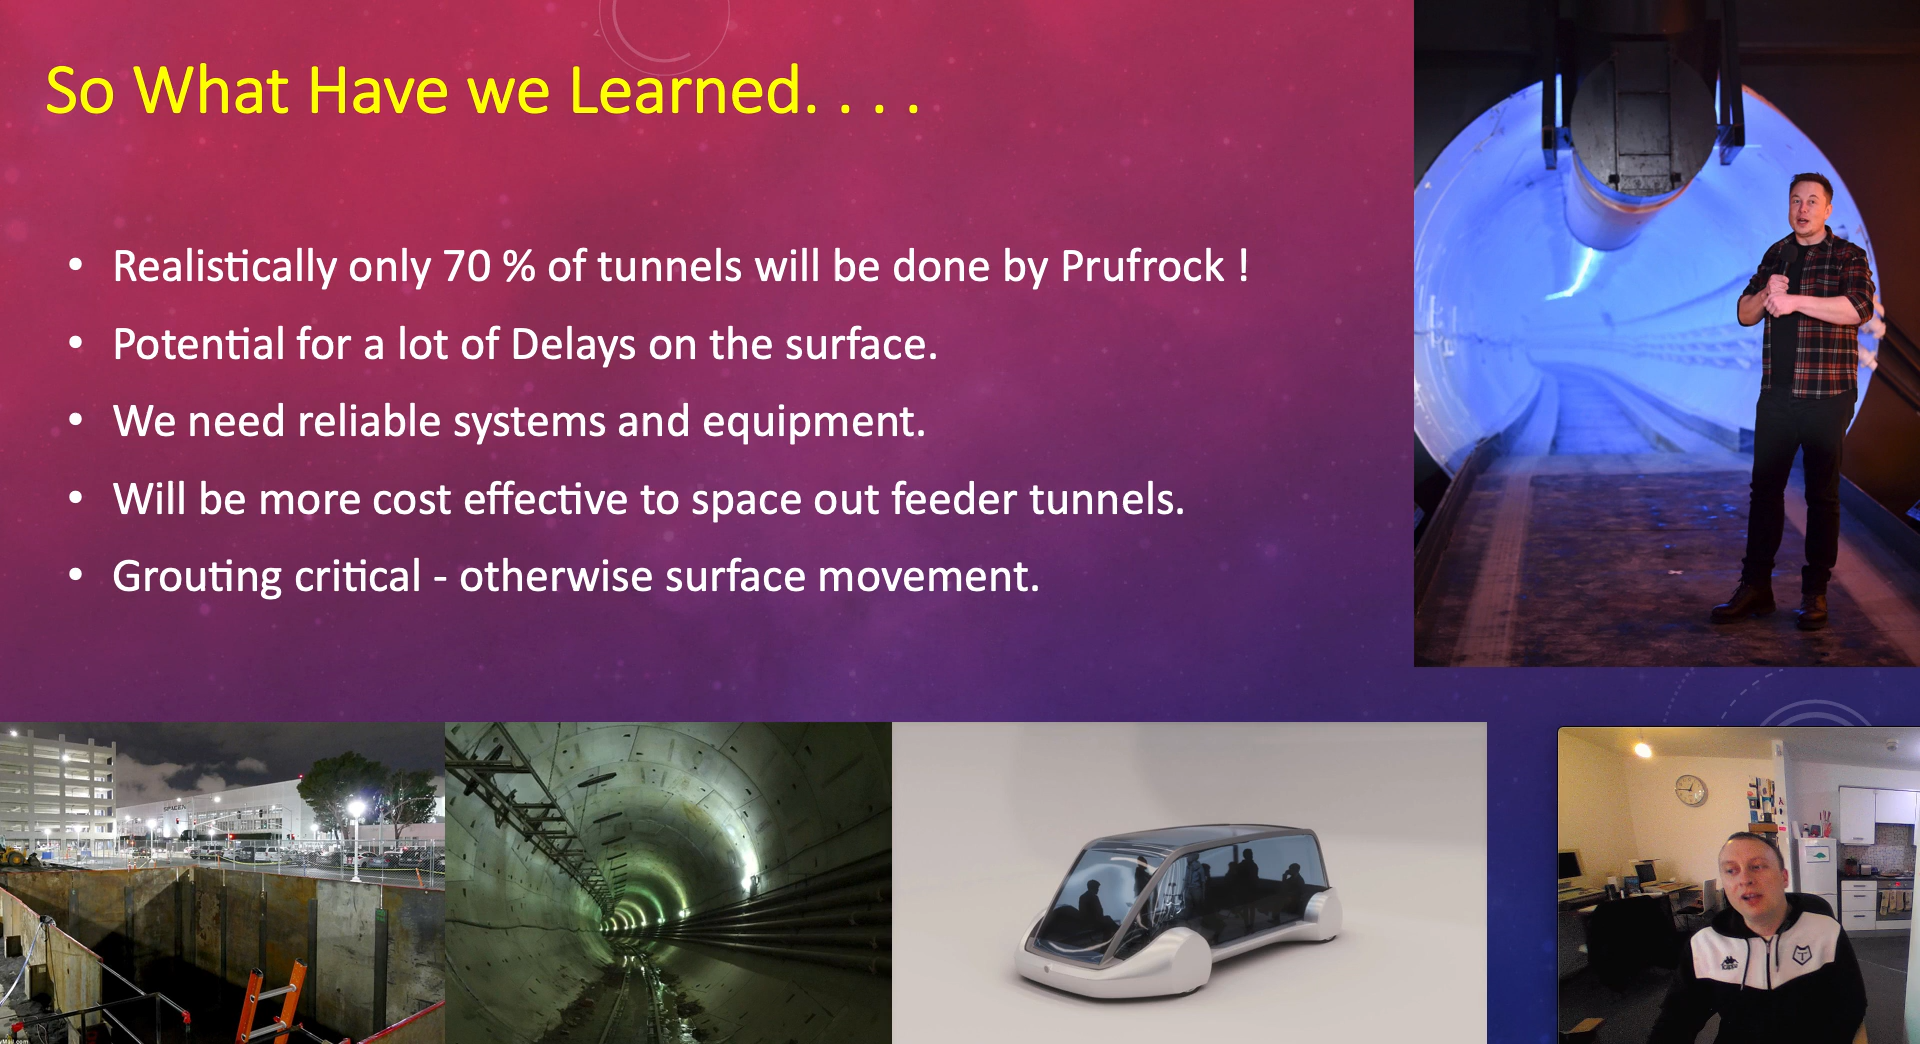 So What Have we Learned. . . .
• Realistically only 70 % of tunnels will be done by Prufrock !
• Potential for a lot of Delays on the surface.
• We need reliable systems and equipment.
• Will be more cost effective to space out feeder tunnels.
• Grouting critical - otherwise surface movement.